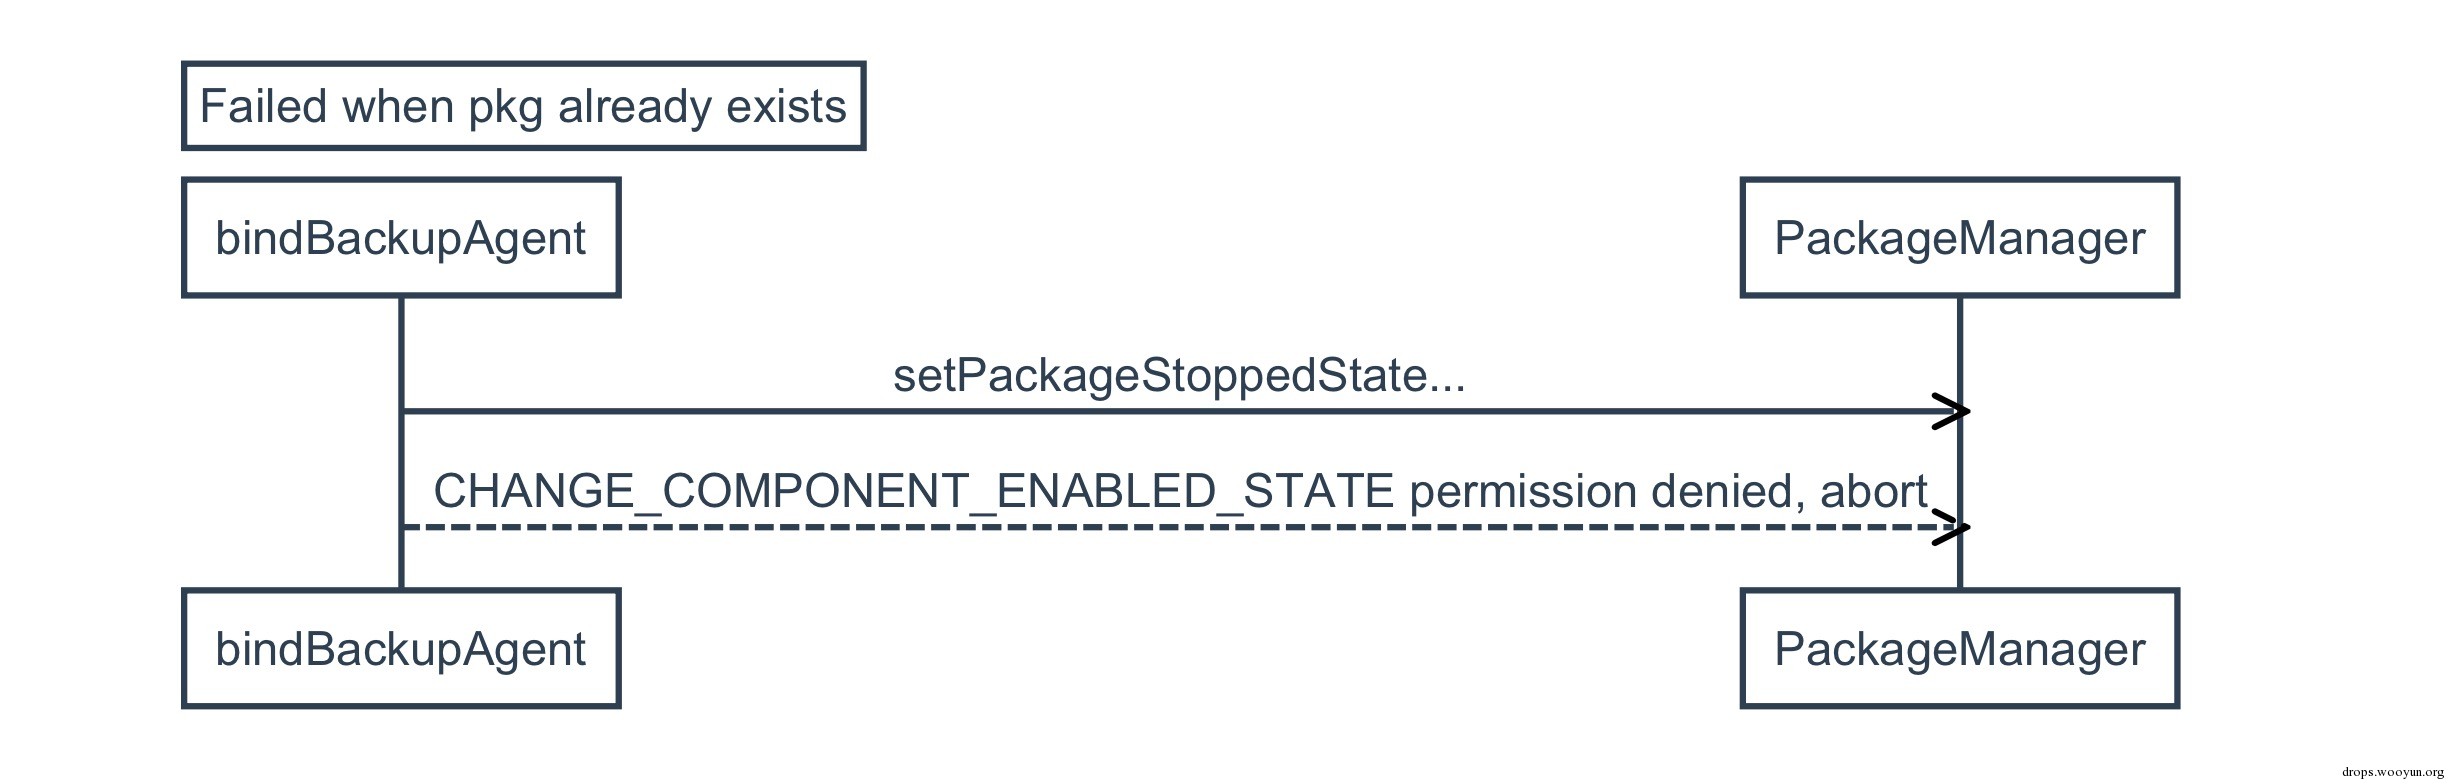 Failed when pkg already exists
bindBackupAgent
PackageManager
setPackageStoppedState...
CHANGE_COMPONENT_ENABLED_STATE permission denied, abort
bindBackupAgent
PackageManager
drops.wooyun.org